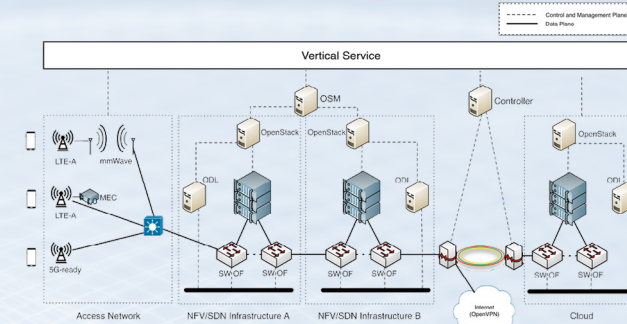 Control and Management Plane
Data Plane
Vertical Service
OSM
Controller
OpenStack
OpenStack
OpenStack
LTE-A
mmWave
ODL
ODL
ODL
MEC
LTE-A
5G-ready
SW-OF
SW-OF
SW-OF
SW-OF
SW-OF
SW-OF
Internet
(OpenVPN)
Access Network
NFV/SDN Infrastructure A
NFV/SDN Infrastructure B
Cloud